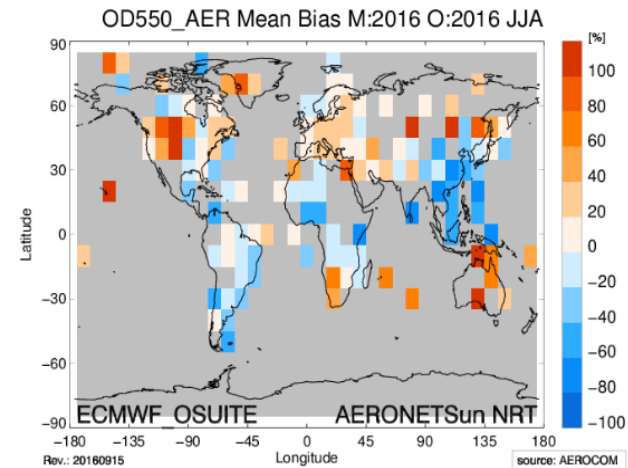 OD550_AER Mean Bias M:2016 O:2016 JJA
[%]
90
60
30
0
−30
−60
−90
Latitude
100
80
60
40
20
0
−20
−40
−60
−80
−100
ECMWF_OSUITE AERONETSun NRT
−180 −135 −90 −45 0 45 90 135 180
Longitude
Rev.: 20160915
source: AEROCOM